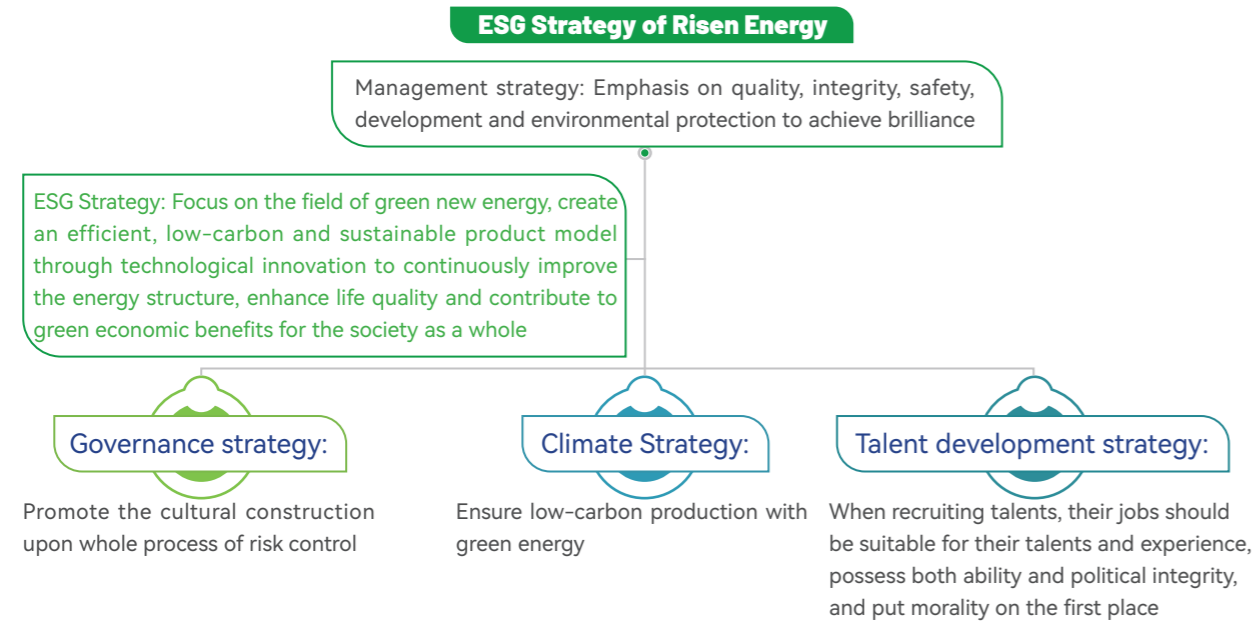 ESG Strategy of Risen Energy
Management strategy: Emphasis on quality, integrity, safety,
development and environmental protection to achieve brilliance
ESG Strategy: Focus on the field of green new energy, create
an efficient, low-carbon and sustainable product model
through technological innovation to continuously improve
the energy structure, enhance life quality and contribute to
green economic benefits for the society as a whole
Governance strategy:
Promote the cultural construction
upon whole process of risk control
Climate Strategy:
Ensure low-carbon production with
green energy
Talent development strategy:
When recruiting talents, their jobs should
be suitable for their talents and experience,
possess both ability and political integrity,
and put morality on the first place